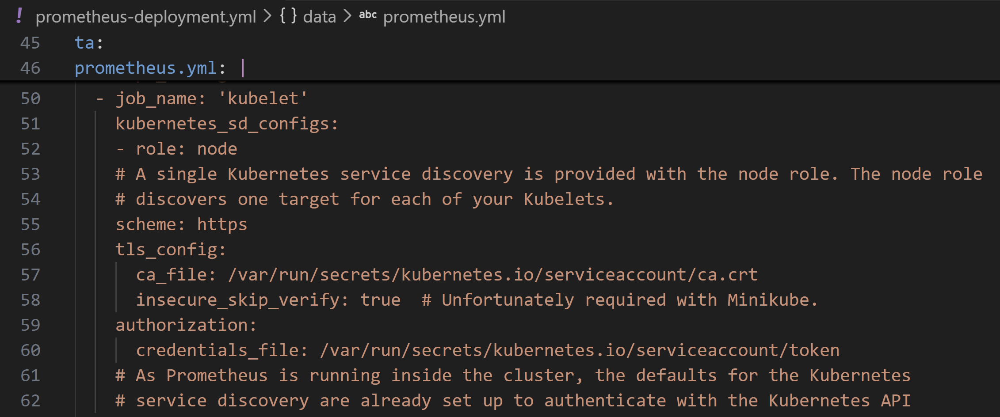 ! prometheus-deployment.yml > {} data > abc prometheus.yml
45 ta:
46 prometheus.yml: |
50 - job_name: 'kubelet'
51 kubernetes_sd_configs:
52 - role: node
53 # A single Kubernetes service discovery is provided with the node role. The node role
54 # discovers one target for each of your Kubelets.
55 scheme: https
56 tls_config:
57 ca_file: /var/run/secrets/kubernetes.io/serviceaccount/ca.crt
58 insecure_skip_verify: true  # Unfortunately required with Minikube.
59 authorization:
60 credentials_file: /var/run/secrets/kubernetes.io/serviceaccount/token
61 # As Prometheus is running inside the cluster, the defaults for the Kubernetes
62 # service discovery are already set up to authenticate with the Kubernetes API